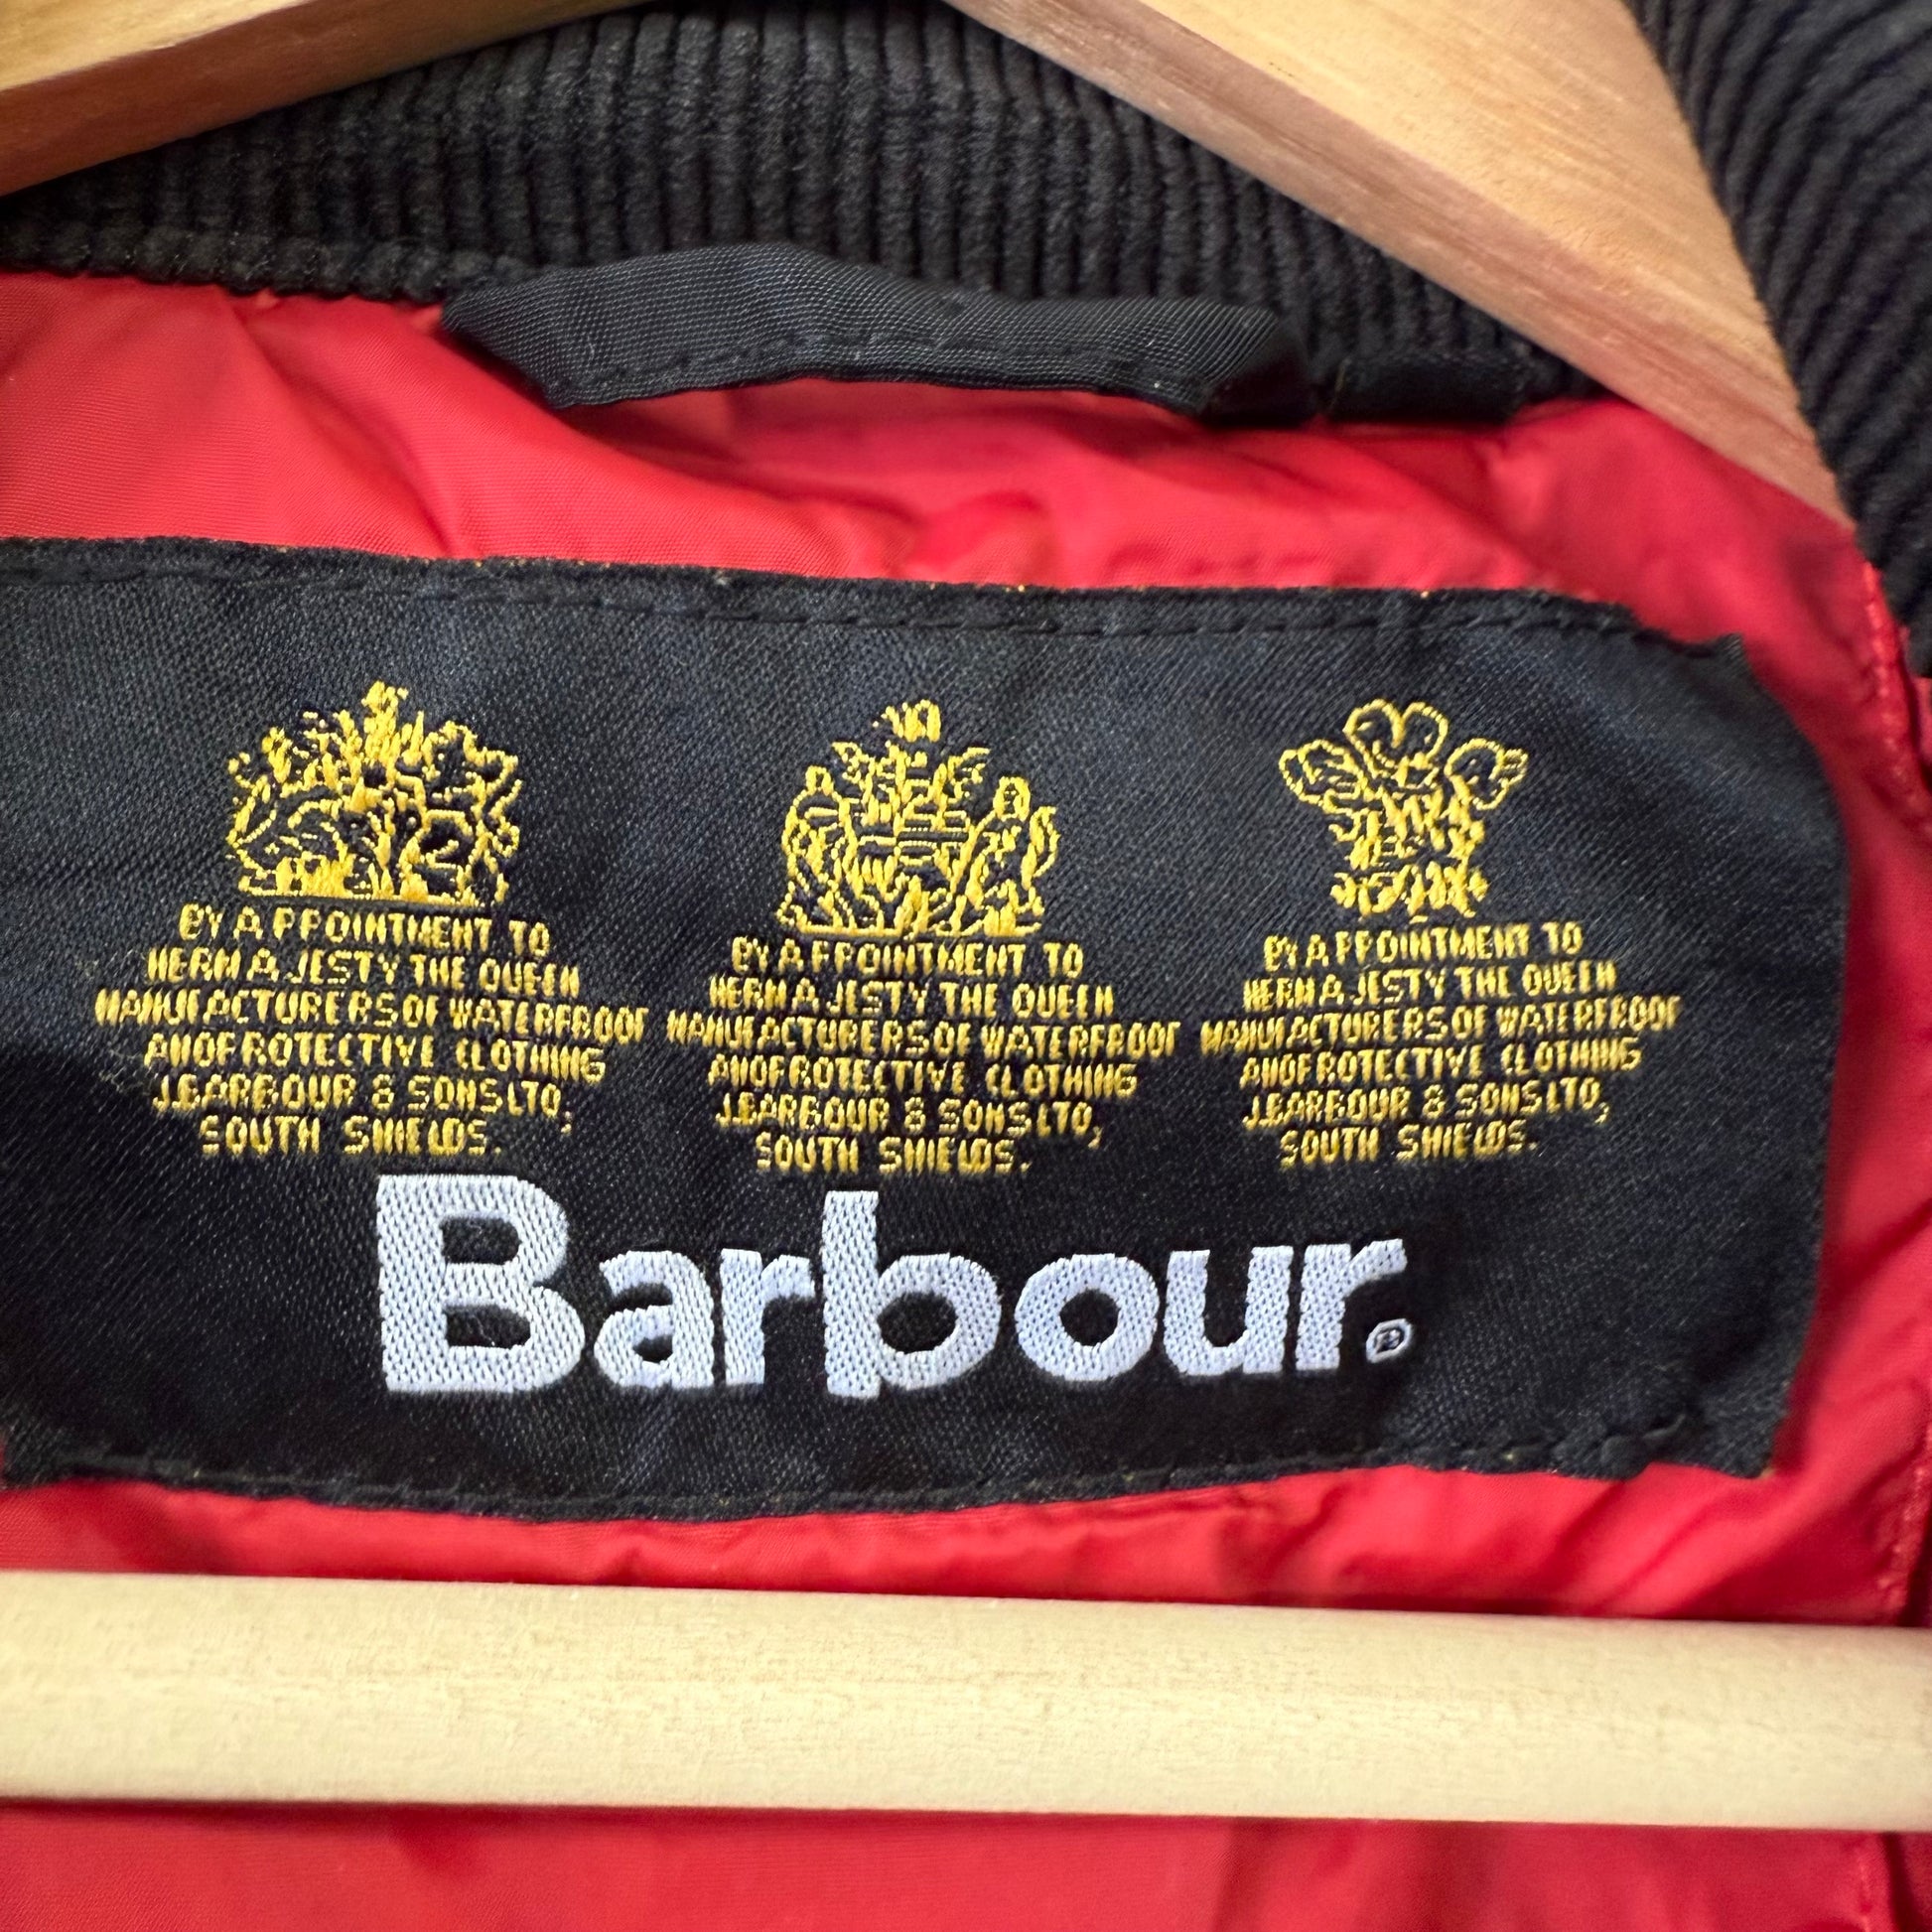 BY APPOINTMENT TO
HER MAJESTY THE QUEEN
MANUFACTURERS OF WATERPROOF
AND PROTECTIVE CLOTHING
J.BARBOUR & SONS LTD,
SOUTH SHIELDS.
BY APPOINTMENT TO
HER MAJESTY THE QUEEN
MANUFACTURERS OF WATERPROOF
AND PROTECTIVE CLOTHING
J.BARBOUR & SONS LTD,
SOUTH SHIELDS.
BY APPOINTMENT TO
HER MAJESTY THE QUEEN
MANUFACTURERS OF WATERPROOF
AND PROTECTIVE CLOTHING
J.BARBOUR & SONS LTD,
SOUTH SHIELDS.
Barbour®